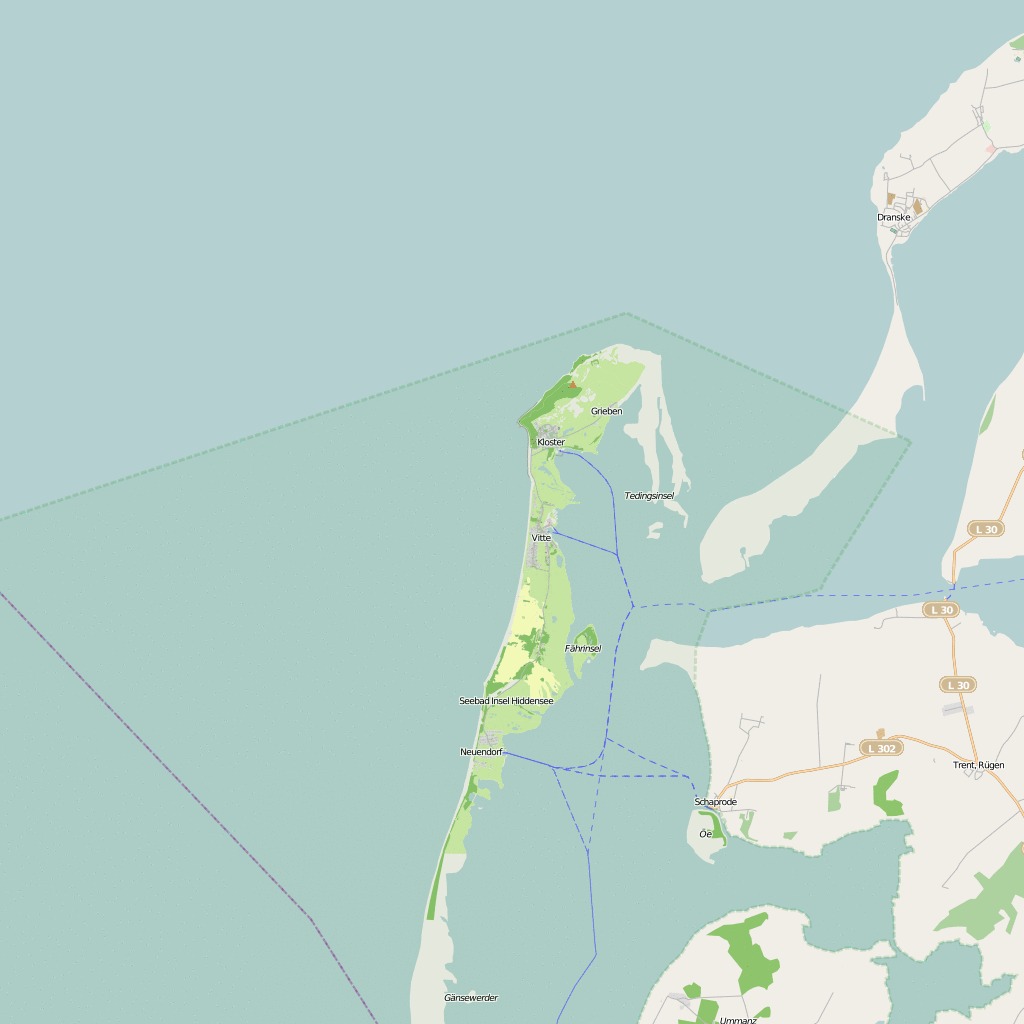 Dranske
Grieben
Kloster
Tedingsinsel
L 30
Vitte
L 30
Fährinsel
L 30
Seebad Insel Hiddensee
L 302
Neuendorf
Trent, Rügen
Schaprode
Öe
Gänsewerder
Ummanz